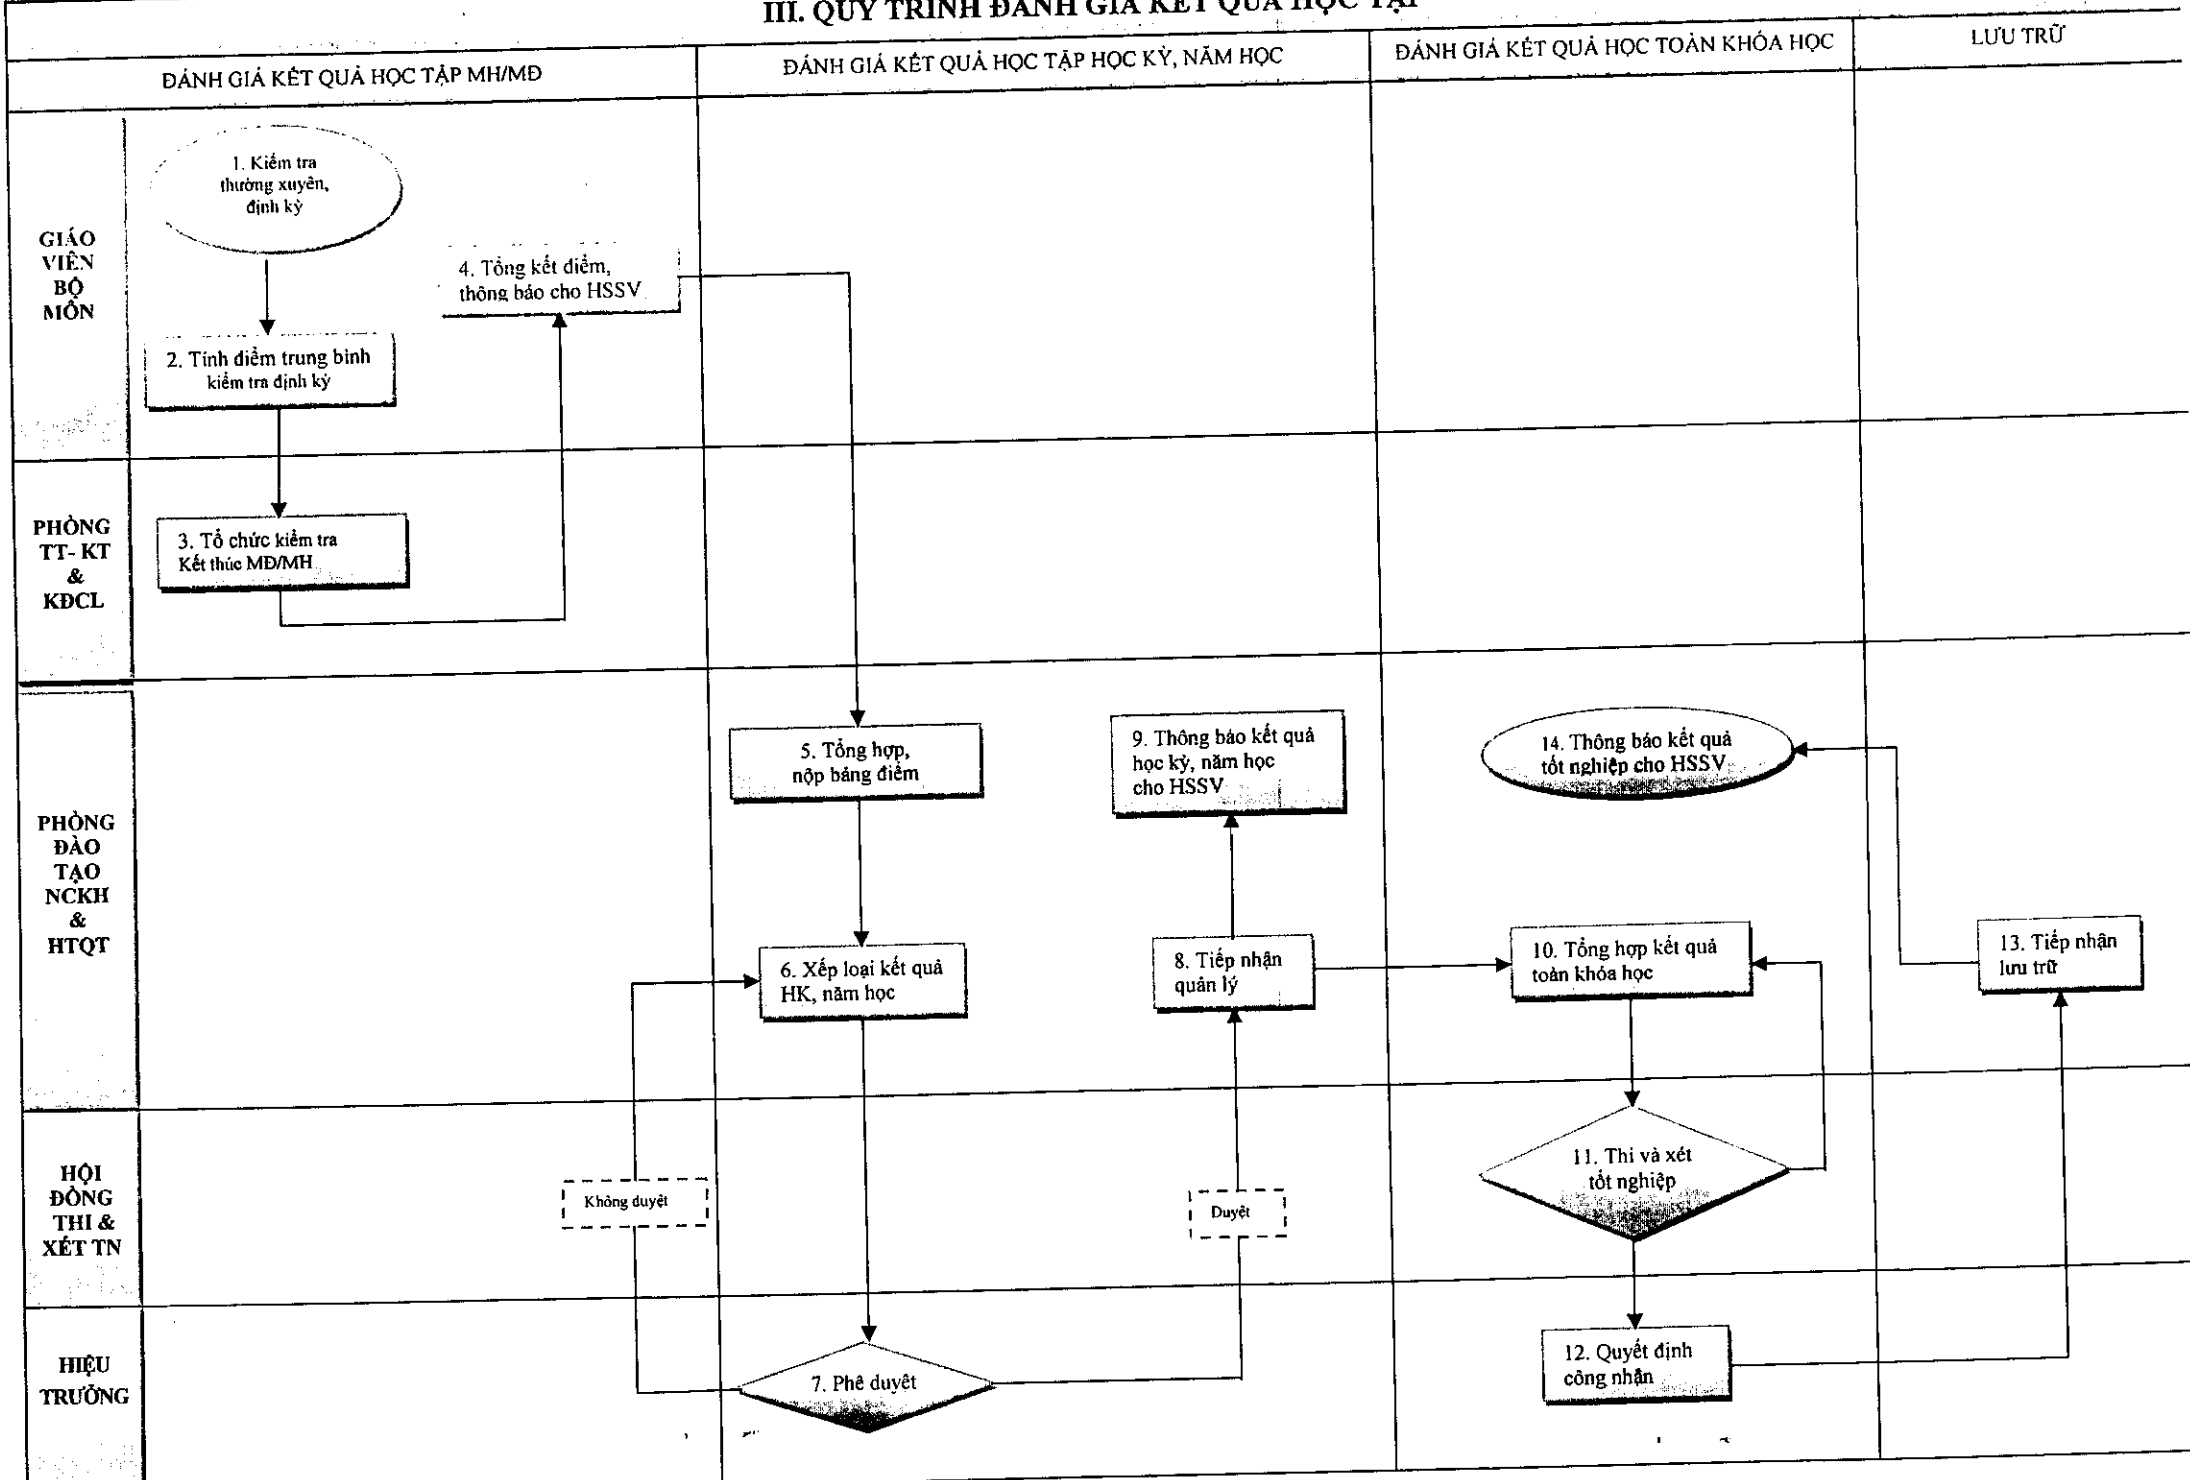 III. QUY TRÌNH ĐÁNH GIÁ KẾT QUẢ HỌC TẬP
ĐÁNH GIÁ KẾT QUẢ HỌC TẬP MH/MĐ
ĐÁNH GIÁ KẾT QUẢ HỌC TẬP HỌC KỲ, NĂM HỌC
ĐÁNH GIÁ KẾT QUẢ HỌC TOÀN KHÓA HỌC
LƯU TRỮ
GIÁO
VIÊN
BỘ
MÔN
1. Kiểm tra
thường xuyên,
định kỳ
2. Tính điểm trung bình
kiểm tra định kỳ
4. Tổng kết điểm,
thông báo cho HSSV
PHÒNG
TT- KT
&
KĐCL
3. Tổ chức kiểm tra
Kết thúc MĐ/MH
PHÒNG
ĐÀO
TẠO
NCKH
&
HTQT
5. Tổng hợp,
nộp bảng điểm
9. Thông báo kết quả
học kỳ, năm học
cho HSSV
14. Thông báo kết quả
tốt nghiệp cho HSSV
6. Xếp loại kết quả
HK, năm học
8. Tiếp nhận
quản lý
10. Tổng hợp kết quả
toàn khóa học
13. Tiếp nhận
lưu trữ
HỘI
ĐỒNG
THI &
XÉT TN
Không duyệt
Duyệt
11. Thi và xét
tốt nghiệp
HIỆU
TRƯỞNG
7. Phê duyệt
12. Quyết định
công nhận